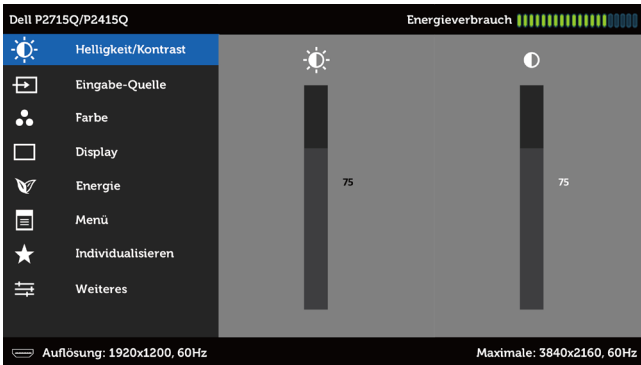 Dell P2715Q/P2415Q Energieverbrauch
Helligkeit/Kontrast
Eingabe-Quelle
Farbe
Display
Energie
Menü
Individualisieren
Weiteres
75 75
Auflösung: 1920x1200, 60Hz Maximale: 3840x2160, 60Hz